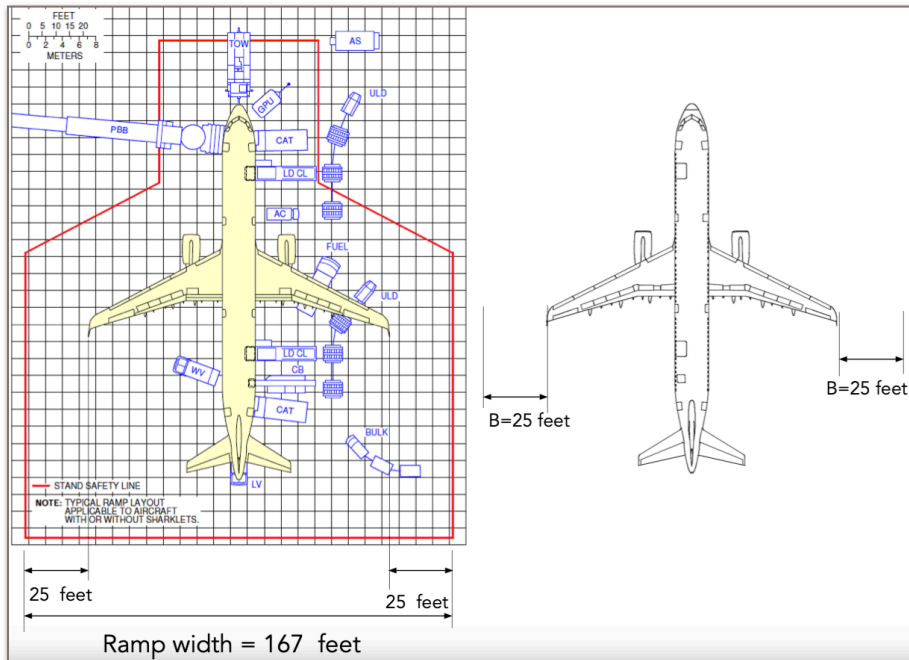 FEET
0 5 10 15 20
0 2 4 6 8
METERS
TOW
AS
GPU
ULD
PBB
CAT
LD CL
AC
FUEL
ULD
LD CL
WV
CB
CAT
BULK
LV
STAND SAFETY LINE
NOTE: TYPICAL RAMP LAYOUT
APPLICABLE TO AIRCRAFT
WITH OR WITHOUT SHARKLETS.
25 feet
25 feet
Ramp width = 167 feet
B=25 feet
B=25 feet